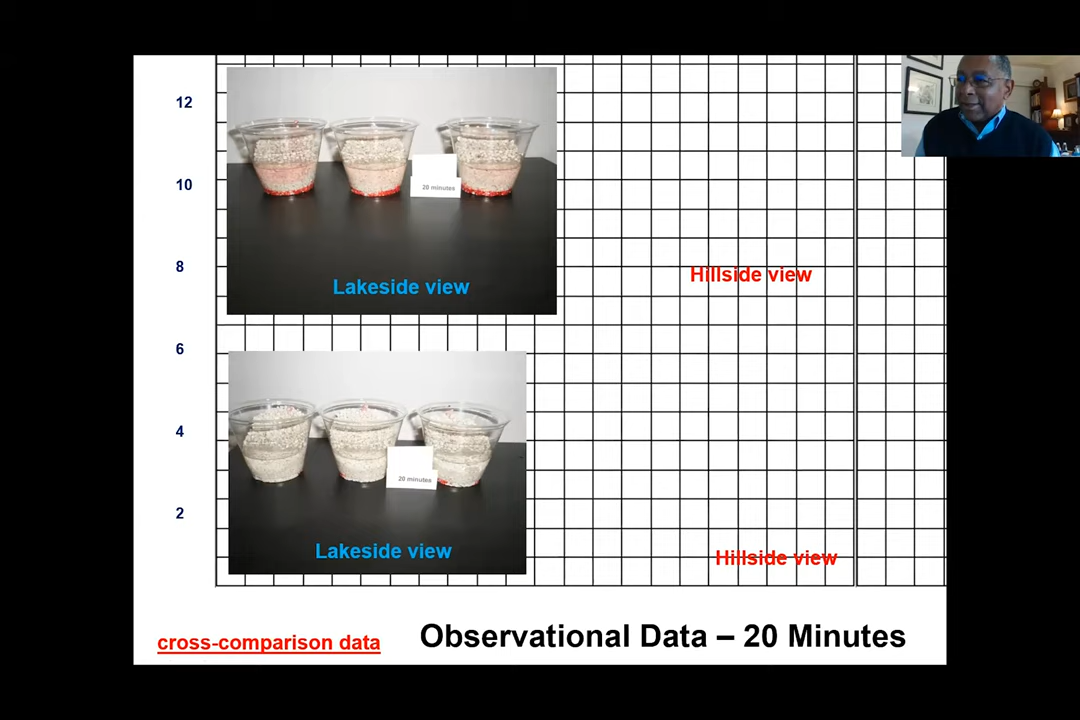 12
10
8
6
4
2
20 minutes
Lakeside view
Hillside view
20 minutes
Lakeside view
Hillside view
cross-comparison data
Observational Data – 20 Minutes